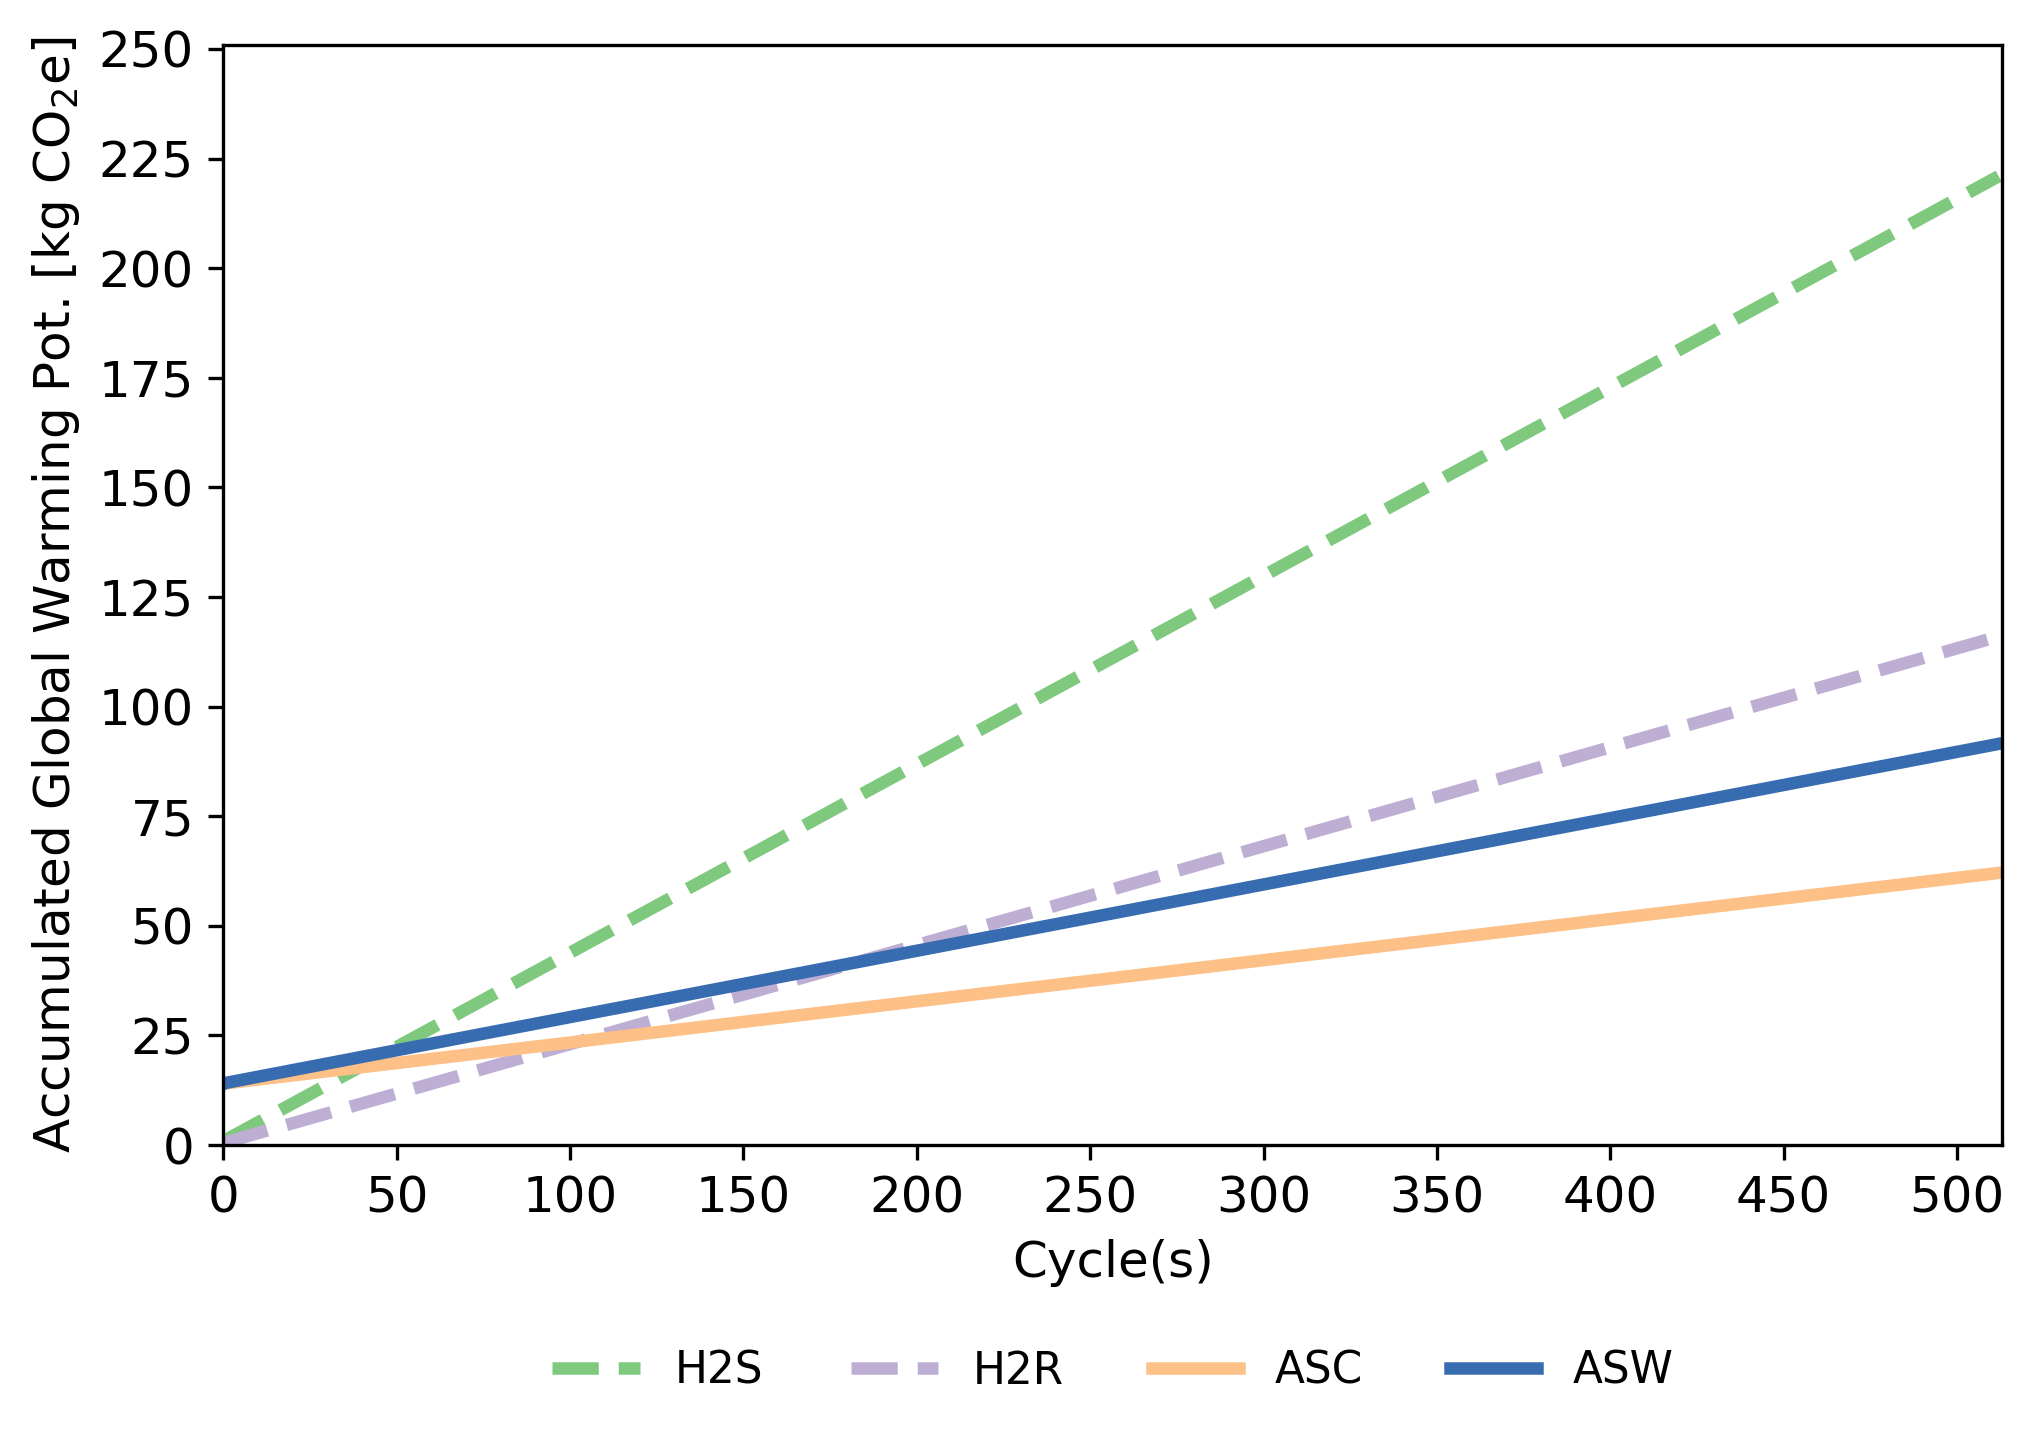 Accumulated Global Warming Pot. [kg CO₂e]
250
225
200
175
150
125
100
75
50
25
0
0 50 100 150 200 250 300 350 400 450 500
Cycle(s)
H2S H2R ASC ASW